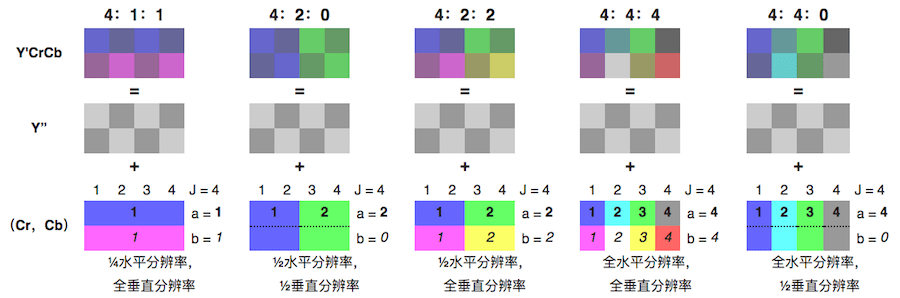 4：1：1 4：2：0 4：2：2 4：4：4 4：4：0
Y'CrCb
= = = = =
Y”
+ + + + +
1 2 3 4 J = 4 1 2 3 4 J = 4 1 2 3 4 J = 4 1 2 3 4 J = 4 1 2 3 4 J = 4
（Cr，Cb） 1 a = 1 1 2 a = 2 1 2 a = 2 1 2 3 4 a = 4 1 2 3 4 a = 4
1 b = 1 b = 0 1 2 b = 2 1 2 3 4 b = 4 b = 0
¼水平分辨率， ½水平分辨率， ½水平分辨率， 全水平分辨率， 全水平分辨率，
全垂直分辨率 ½垂直分辨率 全垂直分辨率 全垂直分辨率 ½垂直分辨率